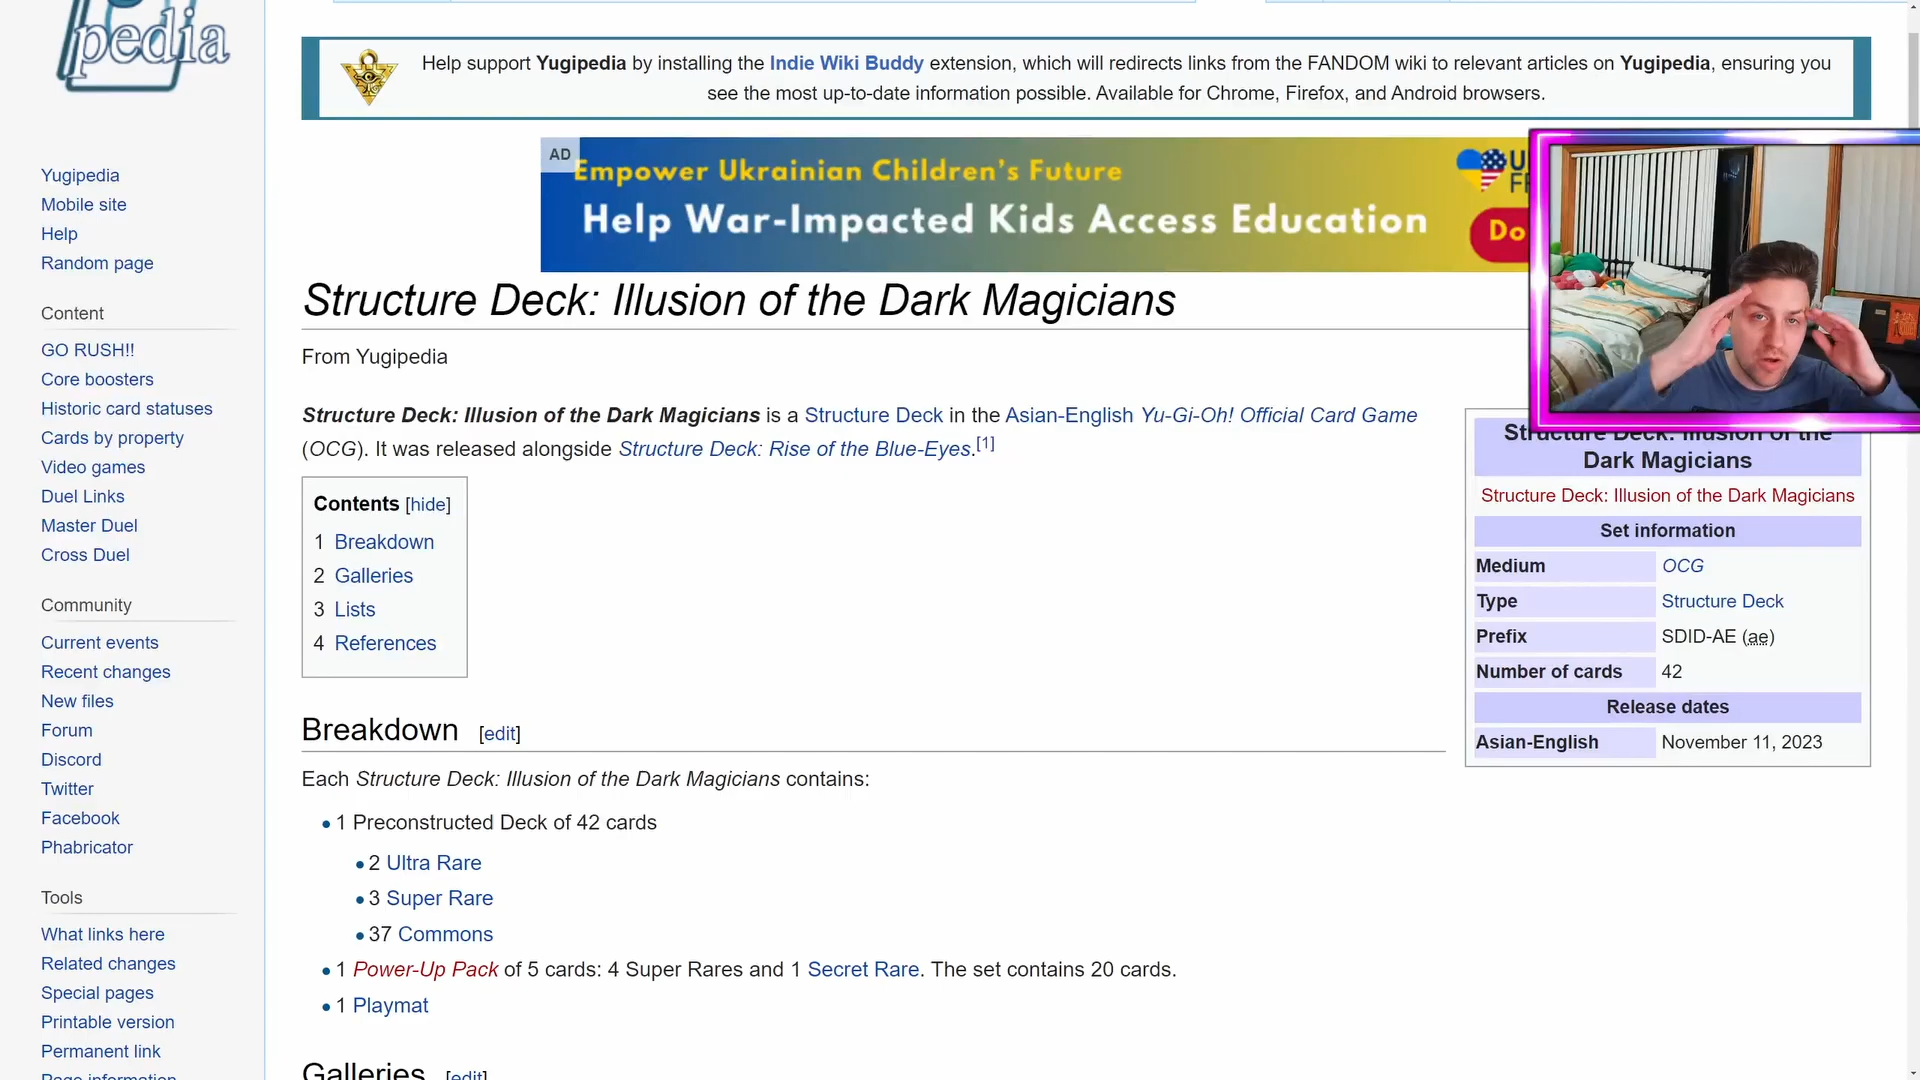 pedia
Help support Yugipedia by installing the Indie Wiki Buddy extension, which will redirects links from the FANDOM wiki to relevant articles on Yugipedia, ensuring you
see the most up-to-date information possible. Available for Chrome, Firefox, and Android browsers.
AD
Empower Ukrainian Children's Future
Help War-Impacted Kids Access Education
Yugipedia
Mobile site
Help
Random page
Content
GO RUSH!!
Core boosters
Historic card statuses
Cards by property
Video games
Duel Links
Master Duel
Cross Duel
Community
Current events
Recent changes
New files
Forum
Discord
Twitter
Facebook
Phabricator
Tools
What links here
Related changes
Special pages
Printable version
Permanent link
Page information
Structure Deck: Illusion of the Dark Magicians
From Yugipedia
Structure Deck: Illusion of the Dark Magicians is a Structure Deck in the Asian-English Yu-Gi-Oh! Official Card Game
(OCG). It was released alongside Structure Deck: Rise of the Blue-Eyes.[1]
Contents [hide]
1 Breakdown
2 Galleries
3 Lists
4 References
Breakdown [edit]
Each Structure Deck: Illusion of the Dark Magicians contains:
• 1 Preconstructed Deck of 42 cards
• 2 Ultra Rare
• 3 Super Rare
• 37 Commons
• 1 Power-Up Pack of 5 cards: 4 Super Rares and 1 Secret Rare. The set contains 20 cards.
• 1 Playmat
Galleries [edit]
Structure Deck: Illusion of the
Dark Magicians
Structure Deck: Illusion of the Dark Magicians
Set information
Medium OCG
Type Structure Deck
Prefix SDID-AE (ae)
Number of cards 42
Release dates
Asian-English November 11, 2023